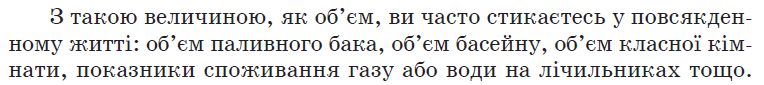 З такою величиною, як об’єм, ви часто стикаєтесь у повсякден-
ному житті: об’єм паливного бака, об’єм басейну, об’єм класної кім-
нати, показники споживання газу або води на лічильниках тощо.